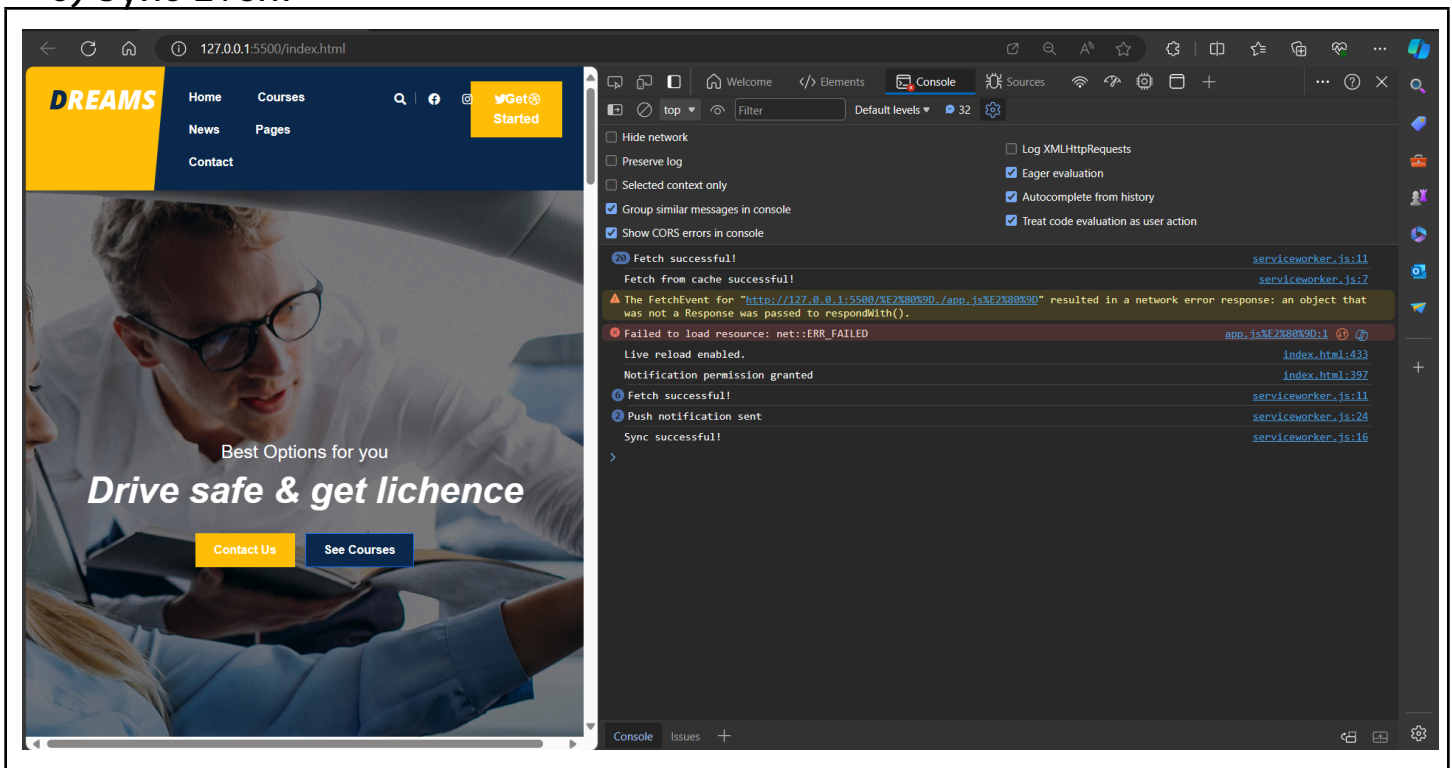 127.0.0.1:5500/index.html
DREAMS
Home Courses
News Pages
Contact
Get
Started
Best Options for you
Drive safe & get lichence
Contact Us See Courses
Welcome </> Elements Console Sources
top Filter Default levels 32
Hide network
Preserve log
Selected context only
Group similar messages in console
Show CORS errors in console
Log XMLHttpRequests
Eager evaluation
Autocomplete from history
Treat code evaluation as user action
20 Fetch successful! serviceworker.js:11
Fetch from cache successful! serviceworker.js:7
The FetchEvent for "http://127.0.0.1:5500/%E2%80%9D./app.js%E2%80%9D" resulted in a network error response: an object that
was not a Response was passed to respondWith().
Failed to load resource: net::ERR_FAILED app.js%E2%80%9D:1
Live reload enabled. index.html:433
Notification permission granted index.html:397
6 Fetch successful! serviceworker.js:11
2 Push notification sent serviceworker.js:24
Sync successful! serviceworker.js:16
>
Console Issues